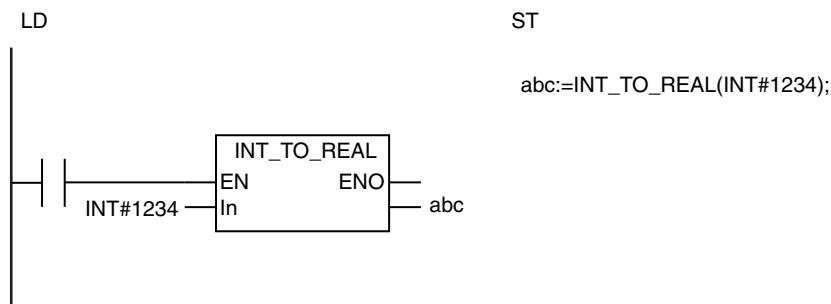 LD
ST
abc:=INT_TO_REAL(INT#1234);
INT_TO_REAL
EN ENO
INT#1234 In abc